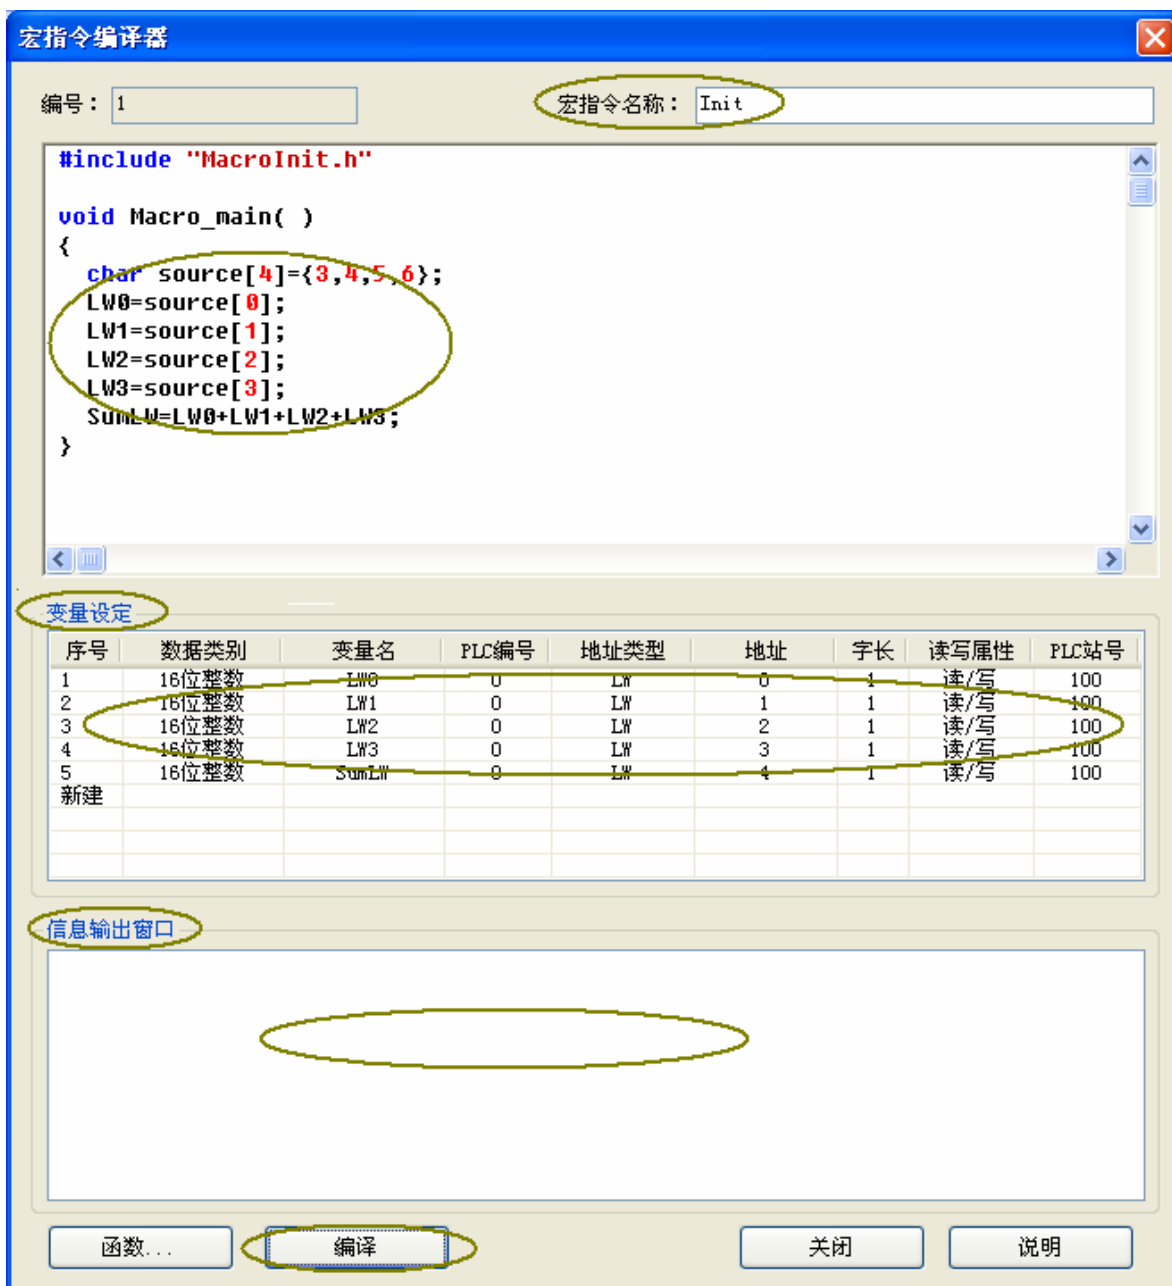 宏指令编译器
编号： 1 宏指令名称： Init
#include "MacroInit.h"
void Macro_main( )
{
char source[4]={3,4,5,6};
LW0=source[0];
LW1=source[1];
LW2=source[2];
LW3=source[3];
SumLW=LW0+LW1+LW2+LW3;
}
变量设定
序号 数据类别 变量名 PLC编号 地址类型 地址 字长 读写属性 PLC站号
1 16位整数 LW0 0 LW 0 1 读/写 100
2 16位整数 LW1 0 LW 1 1 读/写 100
3 16位整数 LW2 0 LW 2 1 读/写 100
4 16位整数 LW3 0 LW 3 1 读/写 100
5 16位整数 SumLW 0 LW 4 1 读/写 100
新建
信息输出窗口
函数... 编译 关闭 说明